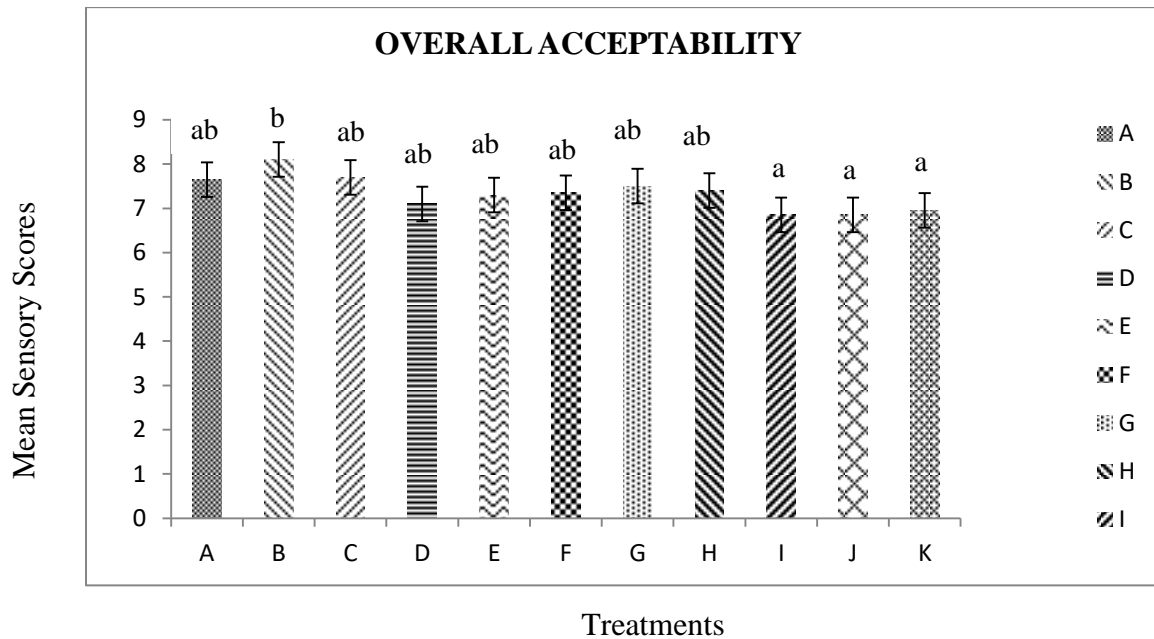 OVERALL ACCEPTABILITY
Mean Sensory Scores
9
8
7
6
5
4
3
2
1
0
ab b ab ab ab ab ab ab a a a
A B C D E F G H I J K
Treatments
A
B
C
D
E
F
G
H
I